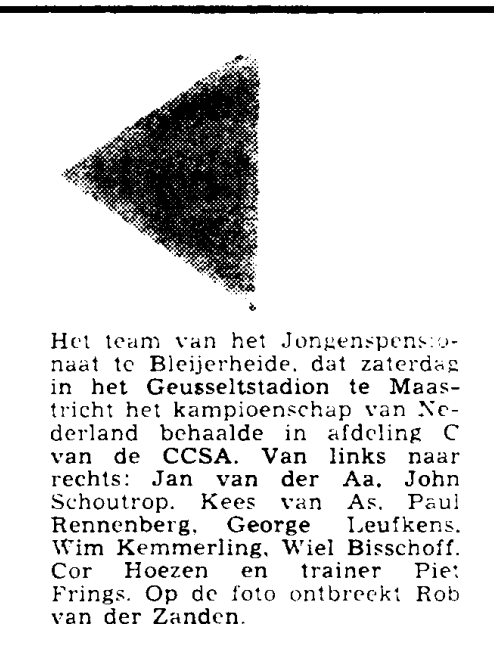 Het team van het Jongenspensio-
naat te Bleijerheide, dat zaterdag
in het Geusseltstadion te Maas-
tricht het kampioenschap van Ne-
derland behaalde in afdeling C
van de CCSA. Van links naar
rechts: Jan van der Aa, John
Schoutrop, Kees van As, Paul
Rennenberg, George Leufkens,
Wim Kemmerling, Wiel Bisschoff,
Cor Hoezen en trainer Piet
Frings. Op de foto ontbreekt Rob
van der Zanden.